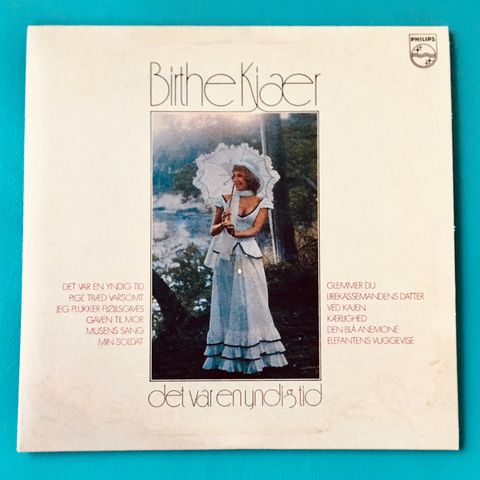 PHILIPS
Birthe Kjaer
DET VAR EN YNDIG TID
PIGE TRÆD VARSOMT
JEG PLUKKER FLØJLSGRÆS
GAVEN TIL MOR
MUSENS SANG
MIN SOLDAT
GLEMMER DU
LIREKASSEMANDENS DATTER
VED KAJEN
KÆRLIGHED
DEN BLÅ ANEMONE
ELEFANTENS VUGGEVISE
det var en yndig tid